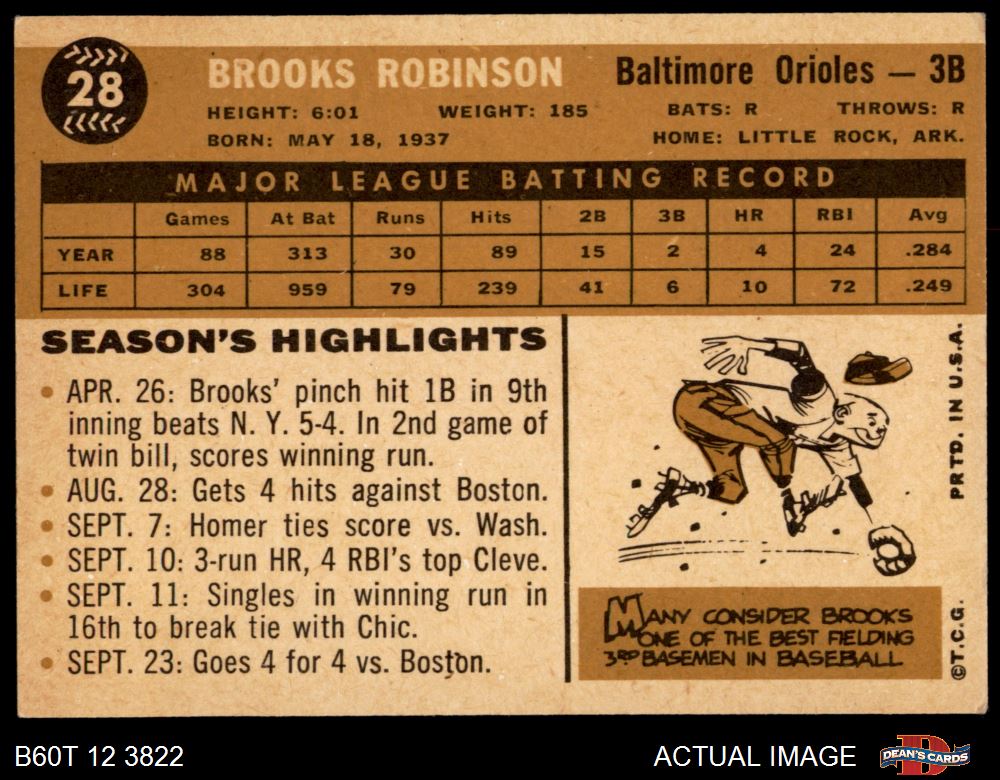 28
BROOKS ROBINSON
Baltimore Orioles — 3B
HEIGHT: 6:01 WEIGHT: 185 BATS: R THROWS: R
BORN: MAY 18, 1937 HOME: LITTLE ROCK, ARK.
MAJOR LEAGUE BATTING RECORD
Games At Bat Runs Hits 2B 3B HR RBI Avg
YEAR 88 313 30 89 15 2 4 24 .284
LIFE 304 959 79 239 41 6 10 72 .249
SEASON'S HIGHLIGHTS
• APR. 26: Brooks' pinch hit 1B in 9th
inning beats N. Y. 5-4. In 2nd game of
twin bill, scores winning run.
• AUG. 28: Gets 4 hits against Boston.
• SEPT. 7: Homer ties score vs. Wash.
• SEPT. 10: 3-run HR, 4 RBI's top Cleve.
• SEPT. 11: Singles in winning run in
16th to break tie with Chic.
• SEPT. 23: Goes 4 for 4 vs. Boston.
MANY CONSIDER BROOKS
ONE OF THE BEST FIELDING
3RD BASEMEN IN BASEBALL
PRTD. IN U.S.A.
©T.C.G.
B60T 12 3822
ACTUAL IMAGE
DEAN'S CARDS